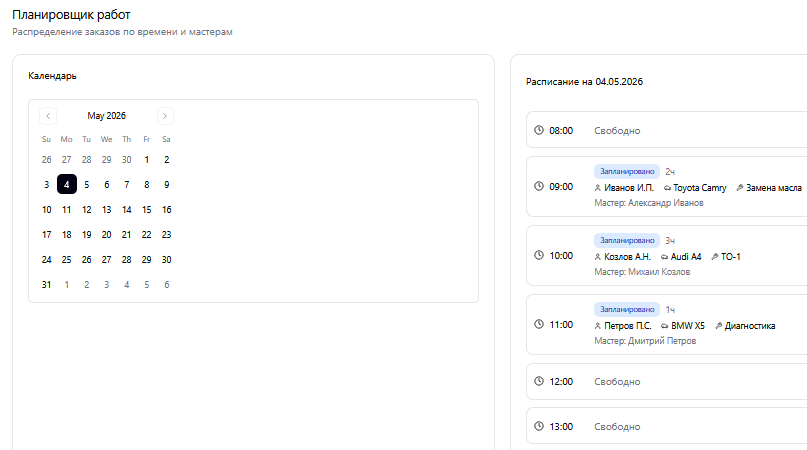 Планировщик работ
Распределение заказов по времени и мастерам
Календарь
May 2026
Su Mo Tu We Th Fr Sa
26 27 28 29 30 1 2
3 4 5 6 7 8 9
10 11 12 13 14 15 16
17 18 19 20 21 22 23
24 25 26 27 28 29 30
31 1 2 3 4 5 6
Расписание на 04.05.2026
08:00 Свободно
Запланировано 2ч
09:00 Иванов И.П. Toyota Camry Замена масла
Мастер: Александр Иванов
Запланировано 3ч
10:00 Козлов А.Н. Audi A4 ТО-1
Мастер: Михаил Козлов
Запланировано 1ч
11:00 Петров П.С. BMW X5 Диагностика
Мастер: Дмитрий Петров
12:00 Свободно
13:00 Свободно